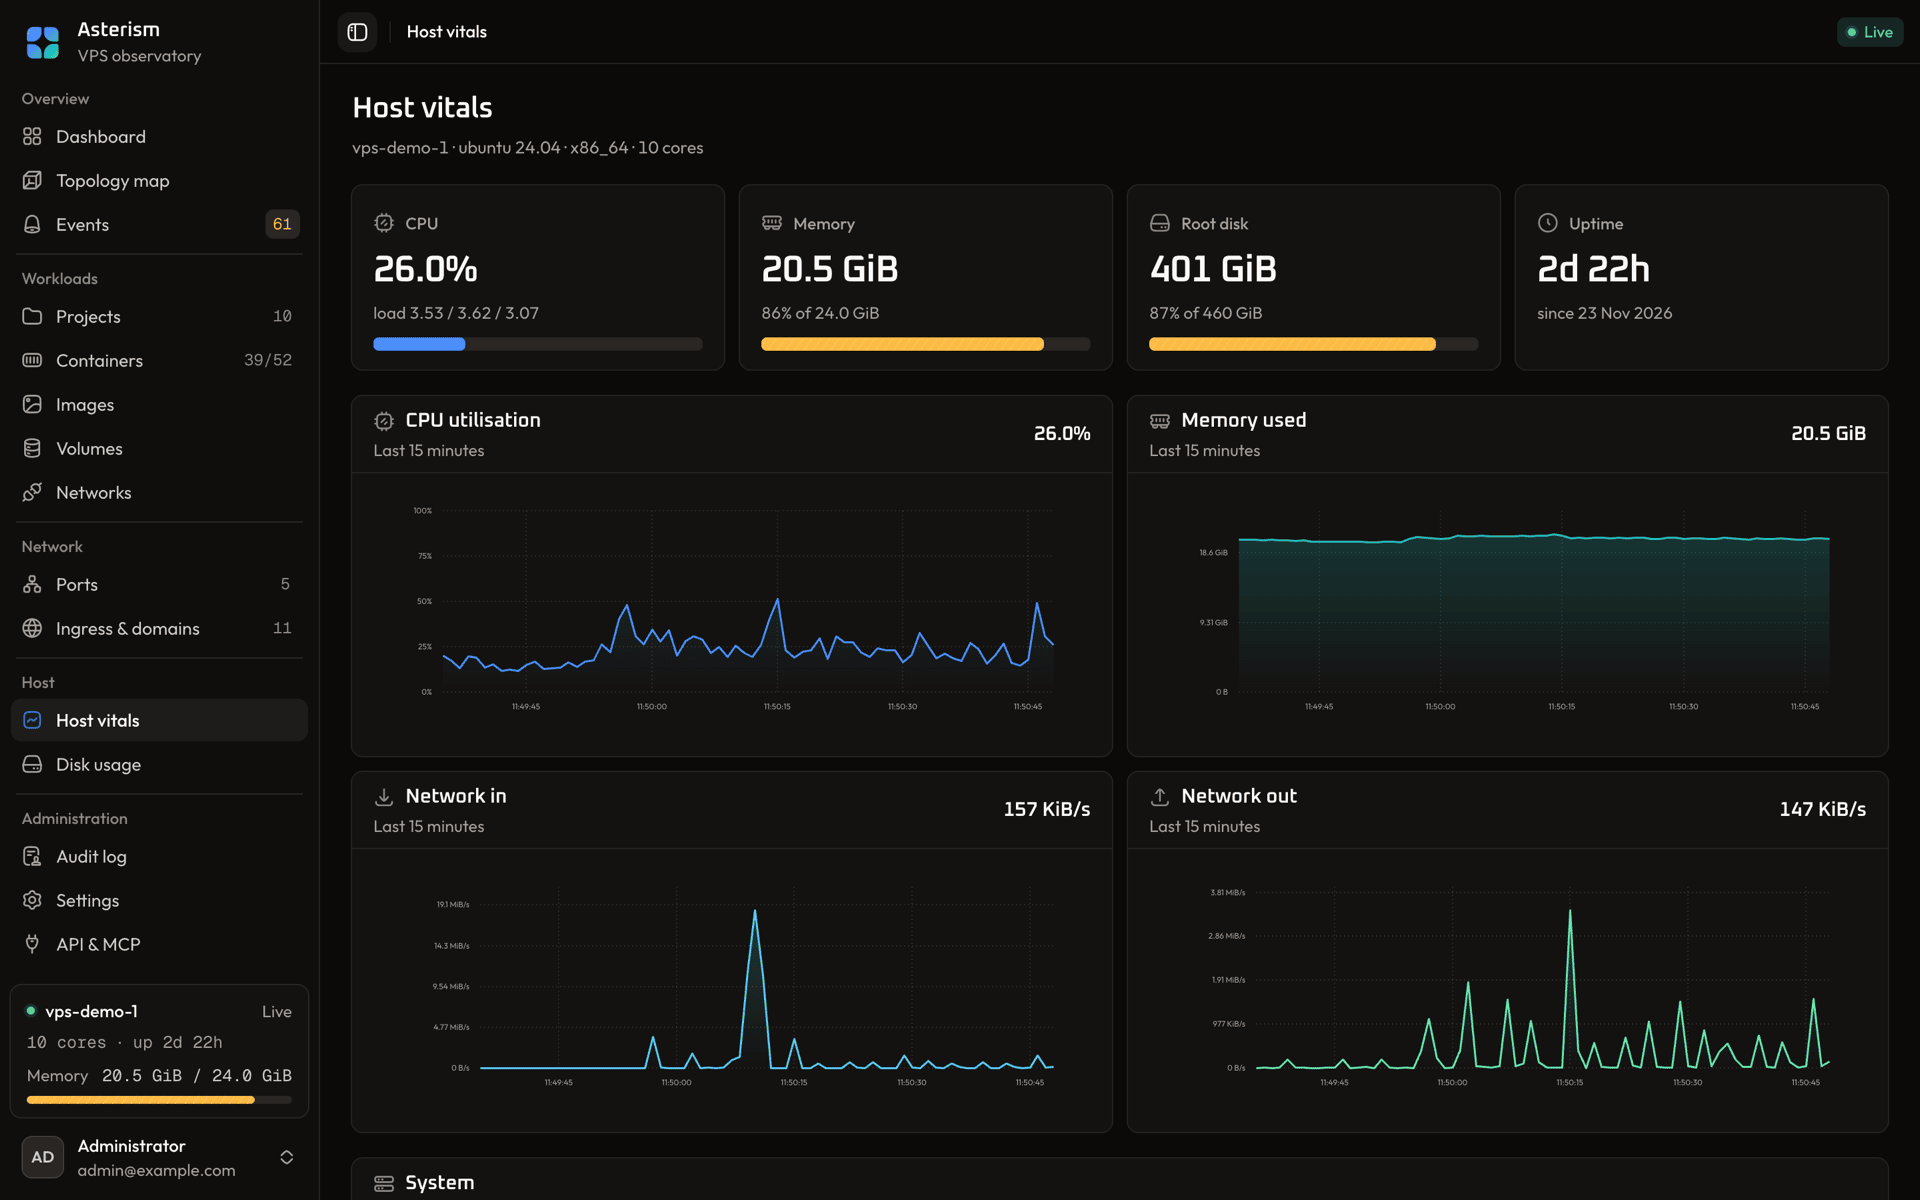 Asterism
VPS observatory
Overview
Dashboard
Topology map
Events 61
Workloads
Projects 10
Containers 39/52
Images
Volumes
Networks
Network
Ports 5
Ingress & domains 11
Host
Host vitals
Disk usage
Administration
Audit log
Settings
API & MCP
vps-demo-1 Live
10 cores · up 2d 22h
Memory 20.5 GiB / 24.0 GiB
AD
Administrator
admin@example.com
Host vitals
Live
Host vitals
vps-demo-1 · ubuntu 24.04 · x86_64 · 10 cores
CPU
26.0%
load 3.53 / 3.62 / 3.07
Memory
20.5 GiB
86% of 24.0 GiB
Root disk
401 GiB
87% of 460 GiB
Uptime
2d 22h
since 23 Nov 2026
CPU utilisation
Last 15 minutes
26.0%
100%
75%
50%
25%
0%
11:49:45 11:50:00 11:50:15 11:50:30 11:50:45
Memory used
Last 15 minutes
20.5 GiB
18.6 GiB
9.31 GiB
0 B
11:49:45 11:50:00 11:50:15 11:50:30 11:50:45
Network in
Last 15 minutes
157 KiB/s
19.1 MiB/s
14.3 MiB/s
9.54 MiB/s
4.77 MiB/s
0 B/s
11:49:45 11:50:00 11:50:15 11:50:30 11:50:45
Network out
Last 15 minutes
147 KiB/s
3.81 MiB/s
2.86 MiB/s
1.91 MiB/s
977 KiB/s
0 B/s
11:49:45 11:50:00 11:50:15 11:50:30 11:50:45
System